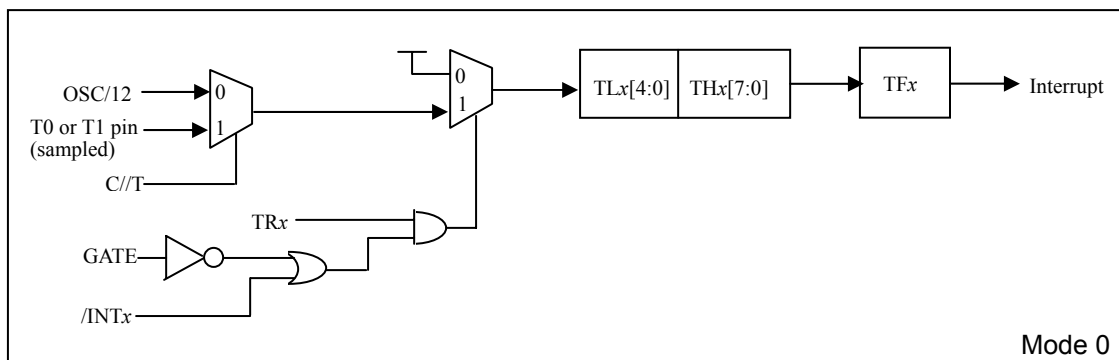 OSC/12
0
1
T0 or T1 pin
(sampled)
C//T
0
1
TLx[4:0]
THx[7:0]
TFx
Interrupt
TRx
GATE
/INTx
Mode 0